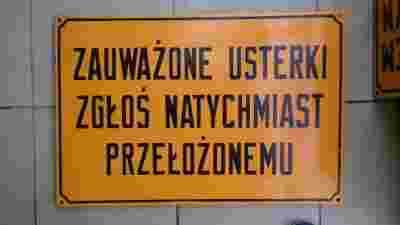 ZAUWAŻONE USTERKI
ZGŁOŚ NATYCHMIAST
PRZEŁOŻONEMU